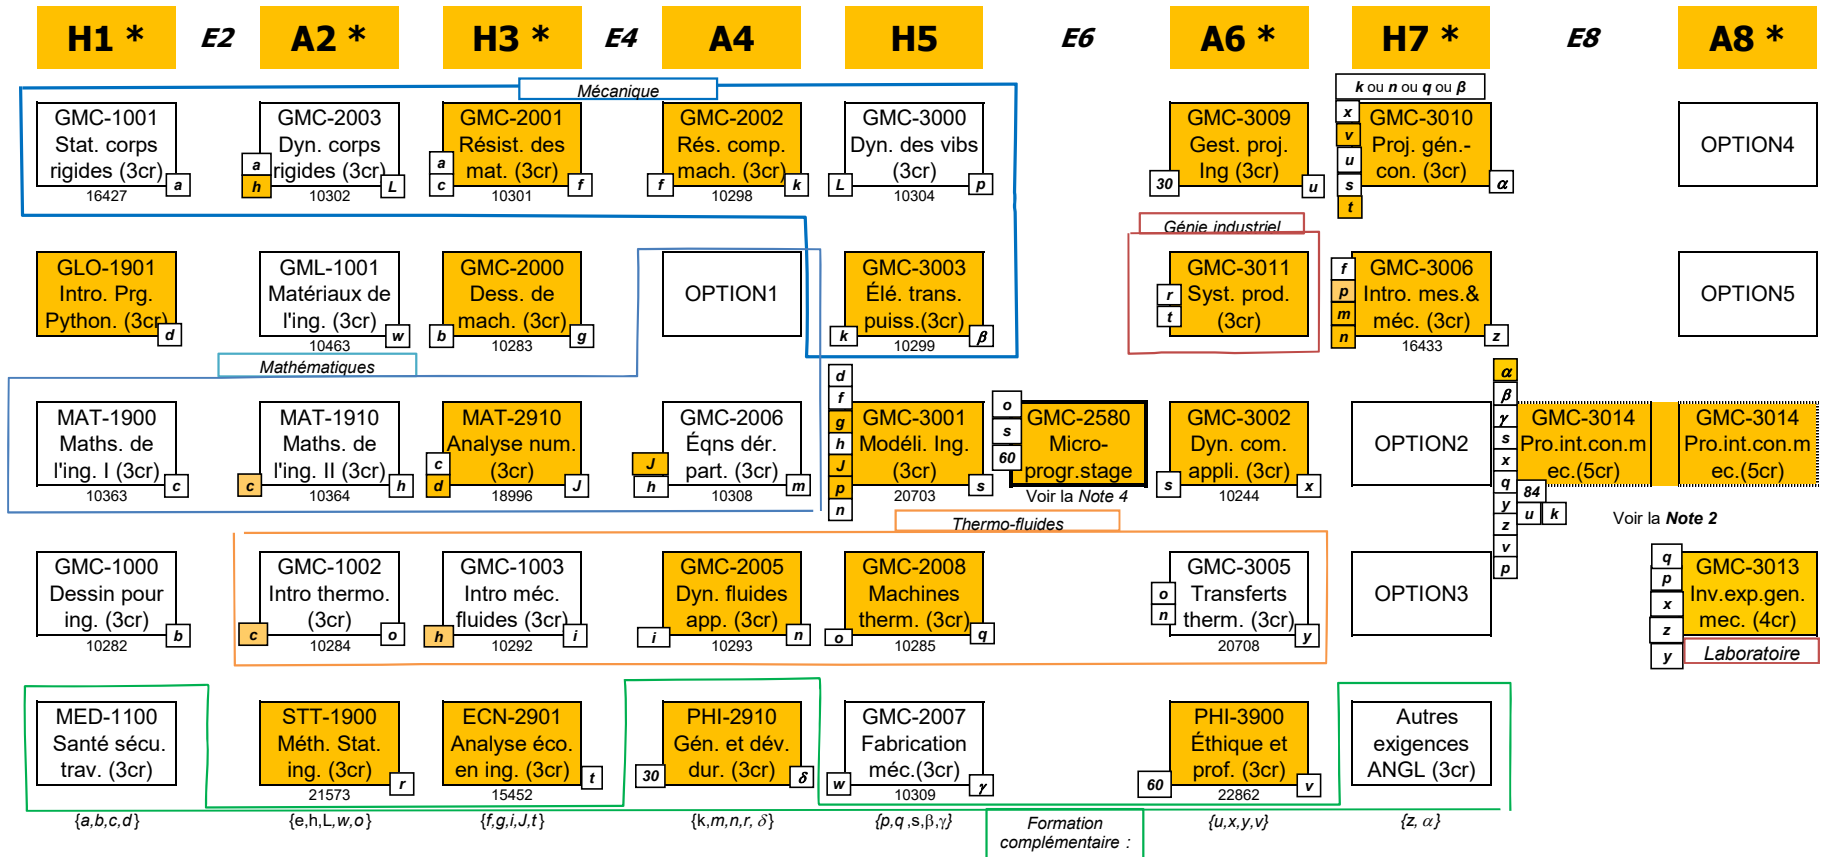 H1 * E2 A2 * H3 * E4 A4 H5 E6 A6 * H7 * E8 A8 *
Mécanique
k ou n ou q ou β
GMC-1001
Stat. corps
rigides (3cr)
a
16427
GMC-2003
Dyn. corps
rigides (3cr)
a
h
L
10302
GMC-2001
Résist. des
mat. (3cr)
a
c
f
10301
GMC-2002
Rés. comp.
mach. (3cr)
f
k
10298
GMC-3000
Dyn. des vibs
(3cr)
L
p
10304
GMC-3009
Gest. proj.
Ing (3cr)
30
u
x
v
u
s
t
GMC-3010
Proj. gén.-
con. (3cr)
α
OPTION4
Génie industriel
GLO-1901
Intro. Prg.
Python. (3cr)
d
GML-1001
Matériaux de
l'ing. (3cr)
w
10463
GMC-2000
Dess. de
mach. (3cr)
b
g
10283
OPTION1
GMC-3003
Élé. trans.
puiss.(3cr)
k
β
10299
GMC-3011
Syst. prod.
(3cr)
r
t
f
p
m
n
GMC-3006
Intro. mes.&
méc. (3cr)
z
16433
OPTION5
Mathématiques
MAT-1900
Maths. de
l'ing. I (3cr)
c
10363
MAT-1910
Maths. de
l'ing. II (3cr)
c
h
10364
MAT-2910
Analyse num.
(3cr)
c
d
J
18996
GMC-2006
Éqns dér.
part. (3cr)
J
h
m
10308
d
f
g
h
J
p
n
GMC-3001
Modéli. Ing.
(3cr)
s
20703
o
s
60
GMC-2580
Micro-
progr.stage
Voir la Note 4
GMC-3002
Dyn. com.
appli. (3cr)
s
x
10244
OPTION2
α
β
γ
s
x
q
y
z
v
p
84
u
k
GMC-3014
Pro.int.con.m
ec.(5cr)
GMC-3014
Pro.int.con.m
ec.(5cr)
Voir la Note 2
Thermo-fluides
GMC-1000
Dessin pour
ing. (3cr)
b
10282
GMC-1002
Intro thermo.
(3cr)
c
o
10284
GMC-1003
Intro méc.
fluides (3cr)
h
i
10292
GMC-2005
Dyn. fluides
app. (3cr)
i
n
10293
GMC-2008
Machines
therm. (3cr)
o
q
10285
GMC-3005
Transferts
therm. (3cr)
o
n
y
20708
OPTION3
q
p
x
z
y
GMC-3013
Inv.exp.gen.
mec. (4cr)
Laboratoire
MED-1100
Santé sécu.
trav. (3cr)
STT-1900
Méth. Stat.
ing. (3cr)
r
21573
ECN-2901
Analyse éco.
en ing. (3cr)
t
15452
PHI-2910
Gén. et dév.
dur. (3cr)
30
δ
GMC-2007
Fabrication
méc.(3cr)
w
γ
10309
PHI-3900
Éthique et
prof. (3cr)
60
v
22862
Autres
exigences
ANGL (3cr)
{a,b,c,d} {e,h,L,w,o} {f,g,i,J,t} {k,m,n,r, δ} {p,q ,s,β,γ} {u,x,y,v} {z, α}
Formation
complémentaire :